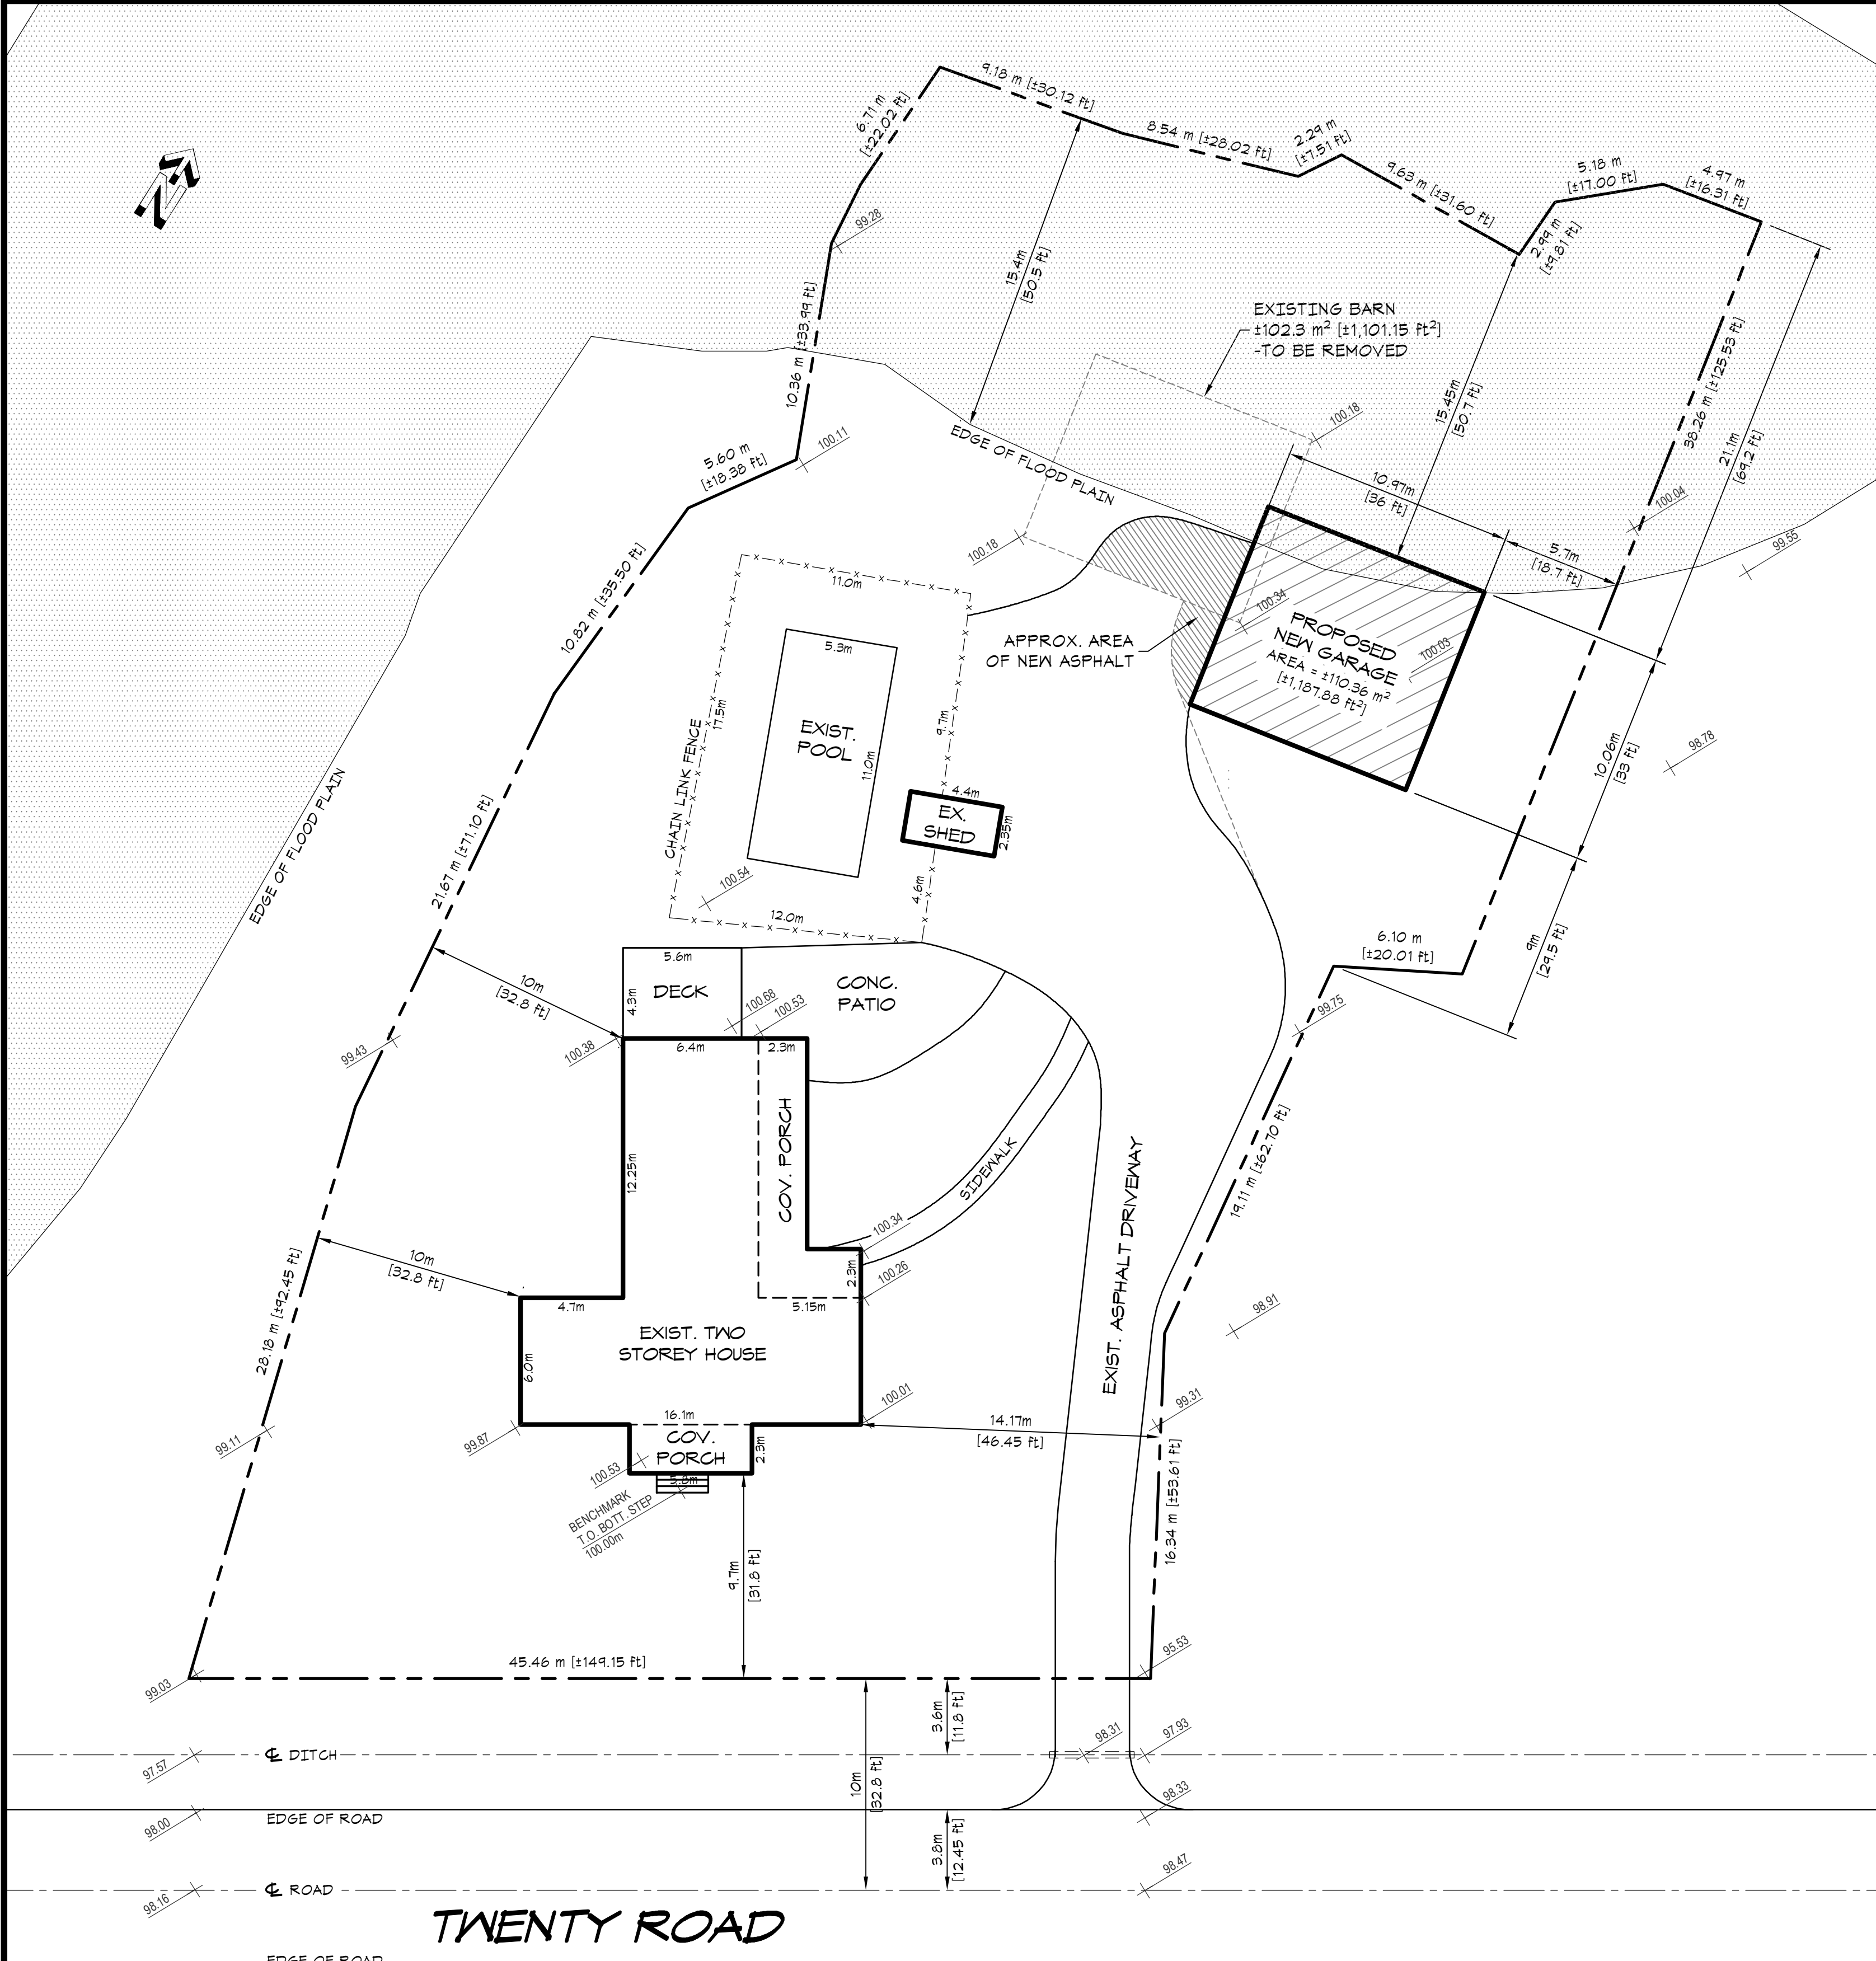 9.18 m [±30.12 ft]
6.71 m
[±22.02 ft]
8.54 m [±28.02 ft]
2.29 m
[±7.51 ft]
9.63 m [±31.60 ft]
5.18 m
[±17.00 ft]
4.97 m
[±16.31 ft]
2.99 m
[±9.81 ft]
N
99.28
15.4m
[50.5 ft]
10.36 m [±33.99 ft]
EXISTING BARN
±102.3 m² [±1,101.15 ft²]
-TO BE REMOVED
15.45m
[50.7 ft]
38.26 m [±125.53 ft]
21.1m
[69.2 ft]
100.18
100.11
5.60 m
[±18.38 ft]
EDGE OF FLOOD PLAIN
10.97m
[36 ft]
100.04
99.55
5.7m
[18.7 ft]
100.18
10.82 m [±35.50 ft]
11.0m
5.3m
100.34
APPROX. AREA
OF NEW ASPHALT
PROPOSED
NEW GARAGE
AREA = ±110.36 m²
[±1,187.88 ft²]
100.03
17.5m
CHAIN LINK FENCE
EXIST.
POOL
11.0m
9.7m
98.78
10.06m
[33 ft]
4.4m
EX.
SHED
2.35m
EDGE OF FLOOD PLAIN
21.67 m [±71.10 ft]
100.54
4.6m
12.0m
6.10 m
[±20.01 ft]
9m
[29.5 ft]
10m
[32.8 ft]
5.6m
DECK
4.3m
CONC.
PATIO
100.68
100.53
99.75
99.43
100.38
6.4m
2.3m
COV. PORCH
12.25m
SIDEWALK
EXIST. ASPHALT DRIVEWAY
19.11 m [±62.70 ft]
100.34
10m
[32.8 ft]
2.3m
100.26
4.7m
5.15m
98.91
28.18 m [±92.45 ft]
EXIST. TWO
STOREY HOUSE
6.0m
100.01
99.31
16.1m
COV.
PORCH
2.3m
14.17m
[46.45 ft]
99.11
99.87
100.53
5.8m
BENCHMARK
T.O. BOTT. STEP
100.00m
16.34 m [±53.61 ft]
9.7m
[31.8 ft]
45.46 m [±149.15 ft]
95.53
99.03
3.6m
[11.8 ft]
98.31
97.93
℄ DITCH
97.57
10m
[32.8 ft]
98.33
EDGE OF ROAD
98.00
3.8m
[12.45 ft]
98.47
℄ ROAD
98.16
TWENTY ROAD
EDGE OF ROAD